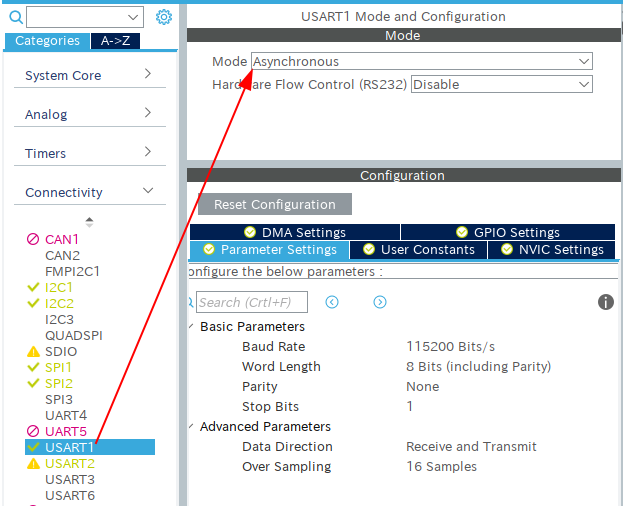 USART1 Mode and Configuration
Categories
A->Z
Mode
System Core
Mode Asynchronous
Hardware Flow Control (RS232) Disable
Analog
Timers
Connectivity
Configuration
Reset Configuration
DMA Settings
GPIO Settings
Parameter Settings
User Constants
NVIC Settings
onfigure the below parameters :
Search (Crtl+F)
i
Basic Parameters
Baud Rate 115200 Bits/s
Word Length 8 Bits (including Parity)
Parity None
Stop Bits 1
Advanced Parameters
Data Direction Receive and Transmit
Over Sampling 16 Samples
CAN1
CAN2
FMPI2C1
I2C1
I2C2
I2C3
QUADSPI
SDIO
SPI1
SPI2
SPI3
UART4
UART5
USART1
USART2
USART3
USART6